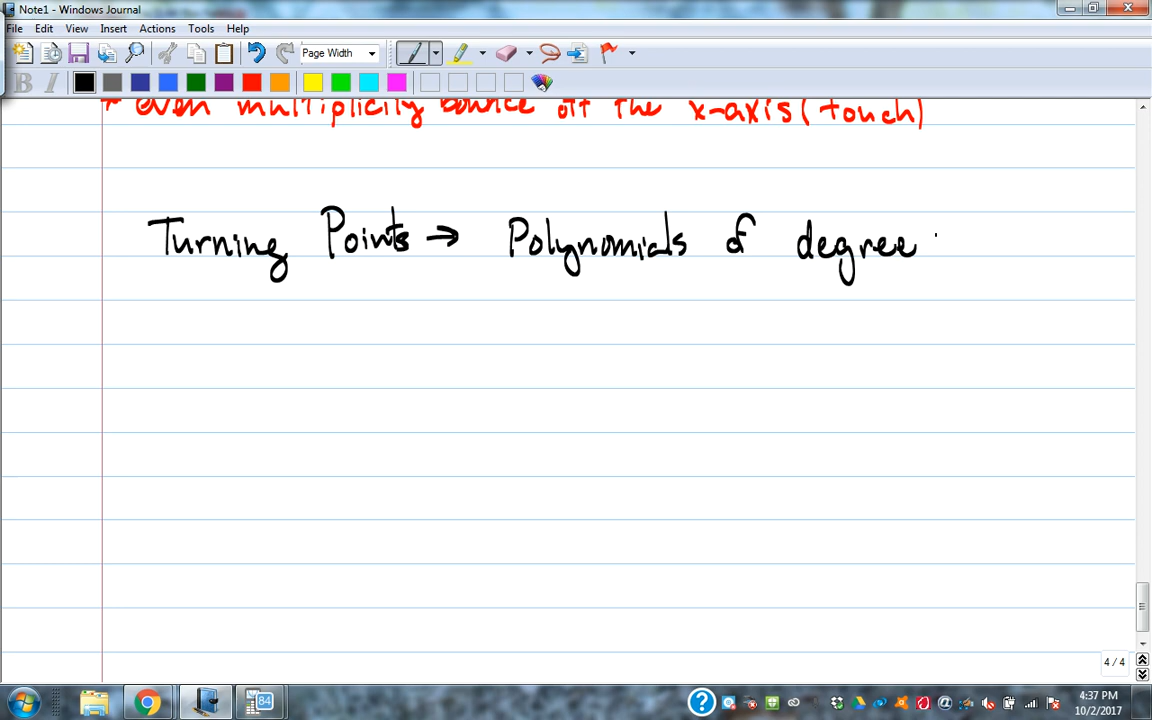 Note1 - Windows Journal
File Edit View Insert Actions Tools Help
Page Width
B I
* even multiplicity bounce off the x-axis (touch)
Turning Points → Polynomials of degree
4 / 4
84
4:37 PM
10/2/2017